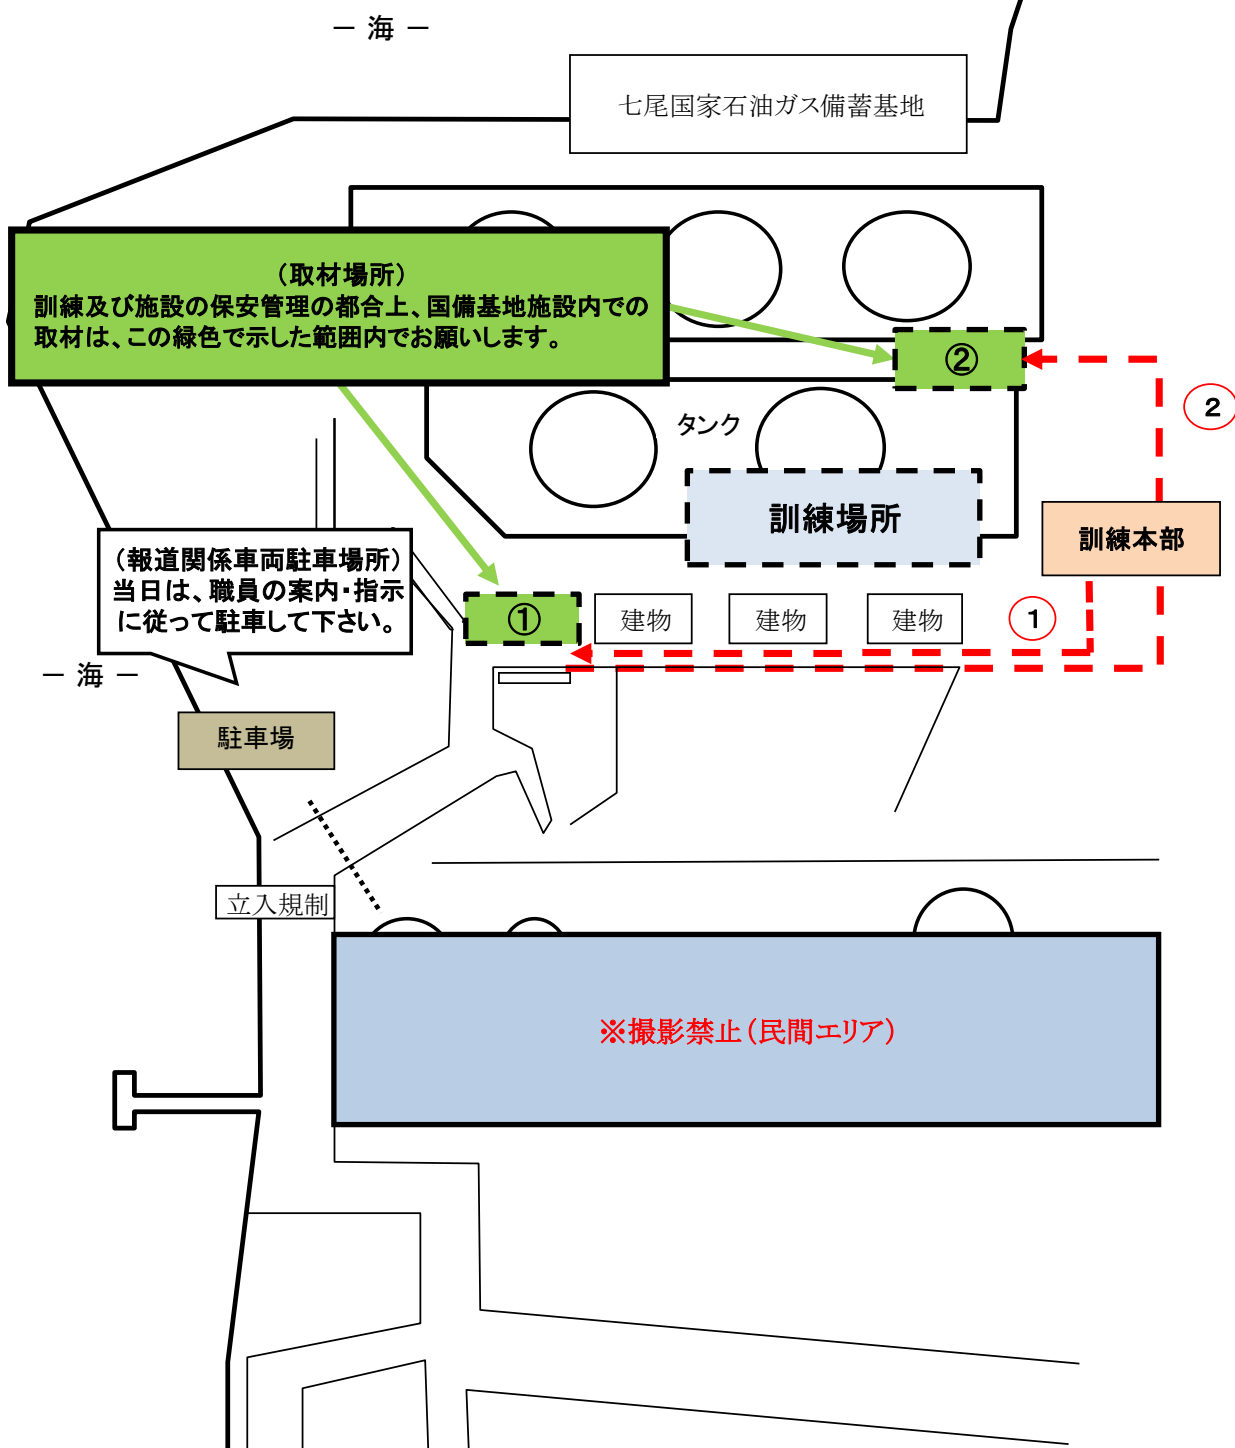 － 海 －
七尾国家石油ガス備蓄基地
（取材場所）
訓練及び施設の保安管理の都合上、国備基地施設内での
取材は、この緑色で示した範囲内でお願いします。
②
2
タンク
訓練場所
訓練本部
（報道関係車両駐車場所）
当日は、職員の案内・指示
に従って駐車して下さい。
①
建物
建物
建物
1
－ 海 －
駐車場
立入規制
※撮影禁止（民間エリア）